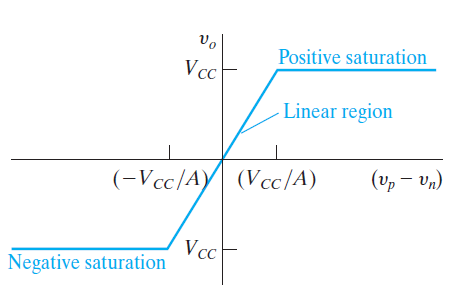 v_o
V_CC
Positive saturation
Linear region
(−V_CC/A) (V_CC/A) (v_p − v_n)
V_CC
Negative saturation